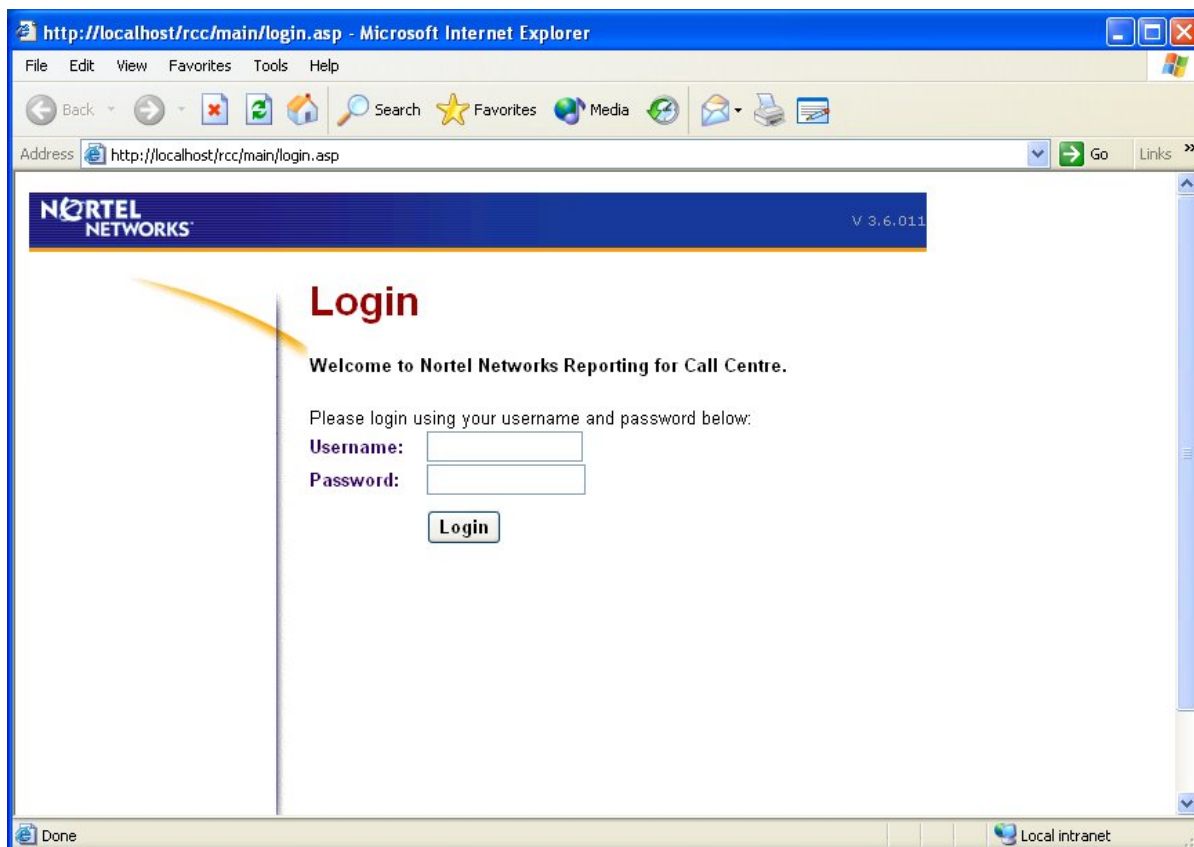 http://localhost/rcc/main/login.asp - Microsoft Internet Explorer
File Edit View Favorites Tools Help
Back Search Favorites Media
Address http://localhost/rcc/main/login.asp Go Links »
NORTEL
NETWORKS
V 3.6.011
Login
Welcome to Nortel Networks Reporting for Call Centre.
Please login using your username and password below:
Username:
Password:
Login
Done Local intranet